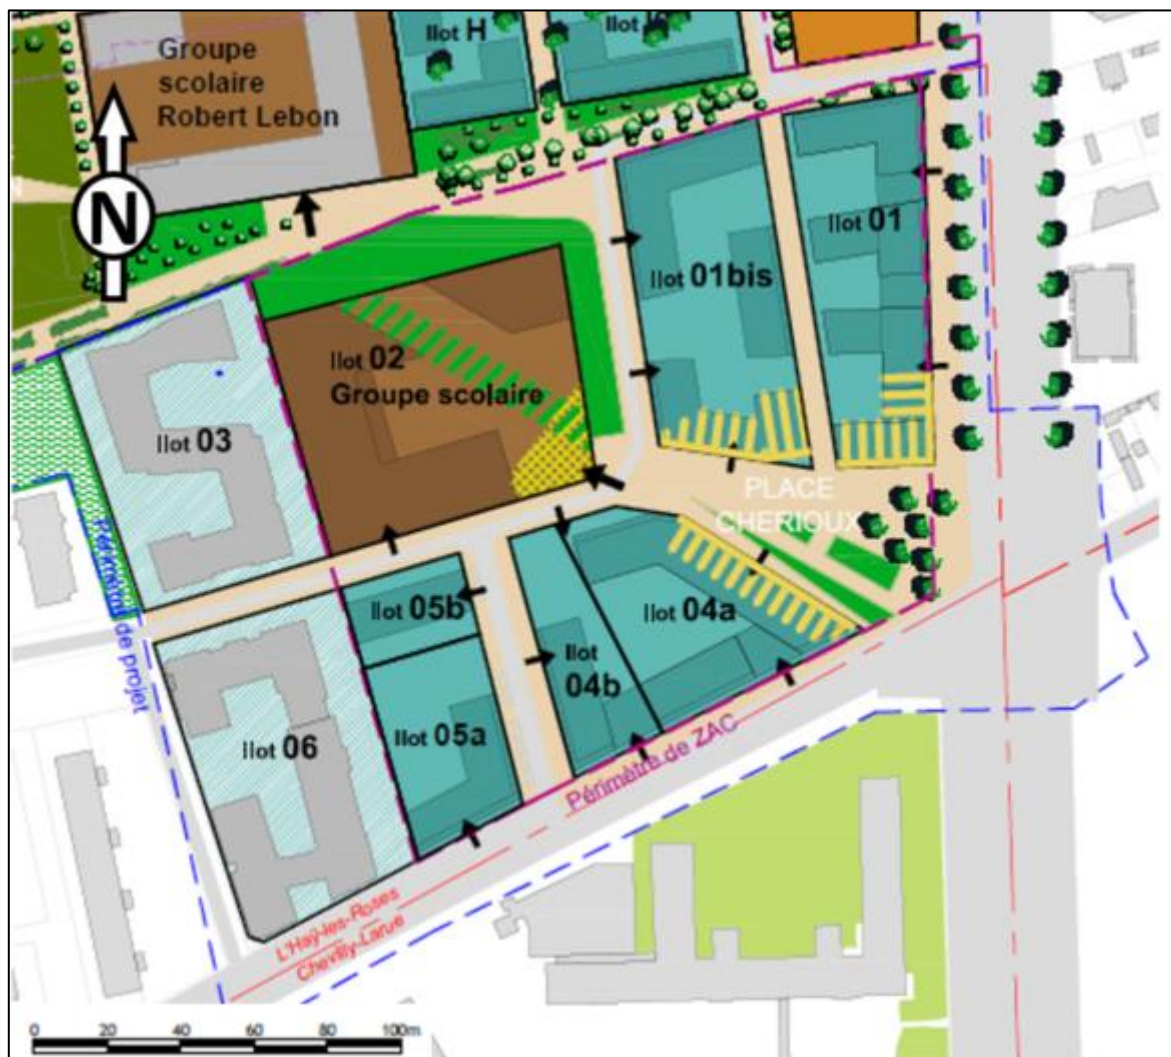 Groupe
scolaire
Robert Lebon
Ilot H
Ilot
N
Ilot 01
Ilot 01bis
Ilot 02
Groupe scolaire
Ilot 03
PLACE
CHERIOUX
Ilot 05b
Ilot 04a
Ilot
04b
Ilot 05a
Ilot 06
Périmètre de projet
Périmètre de ZAC
L'Haÿ-les-Roses
Chevilly-Larue
0 20 40 60 80 100m